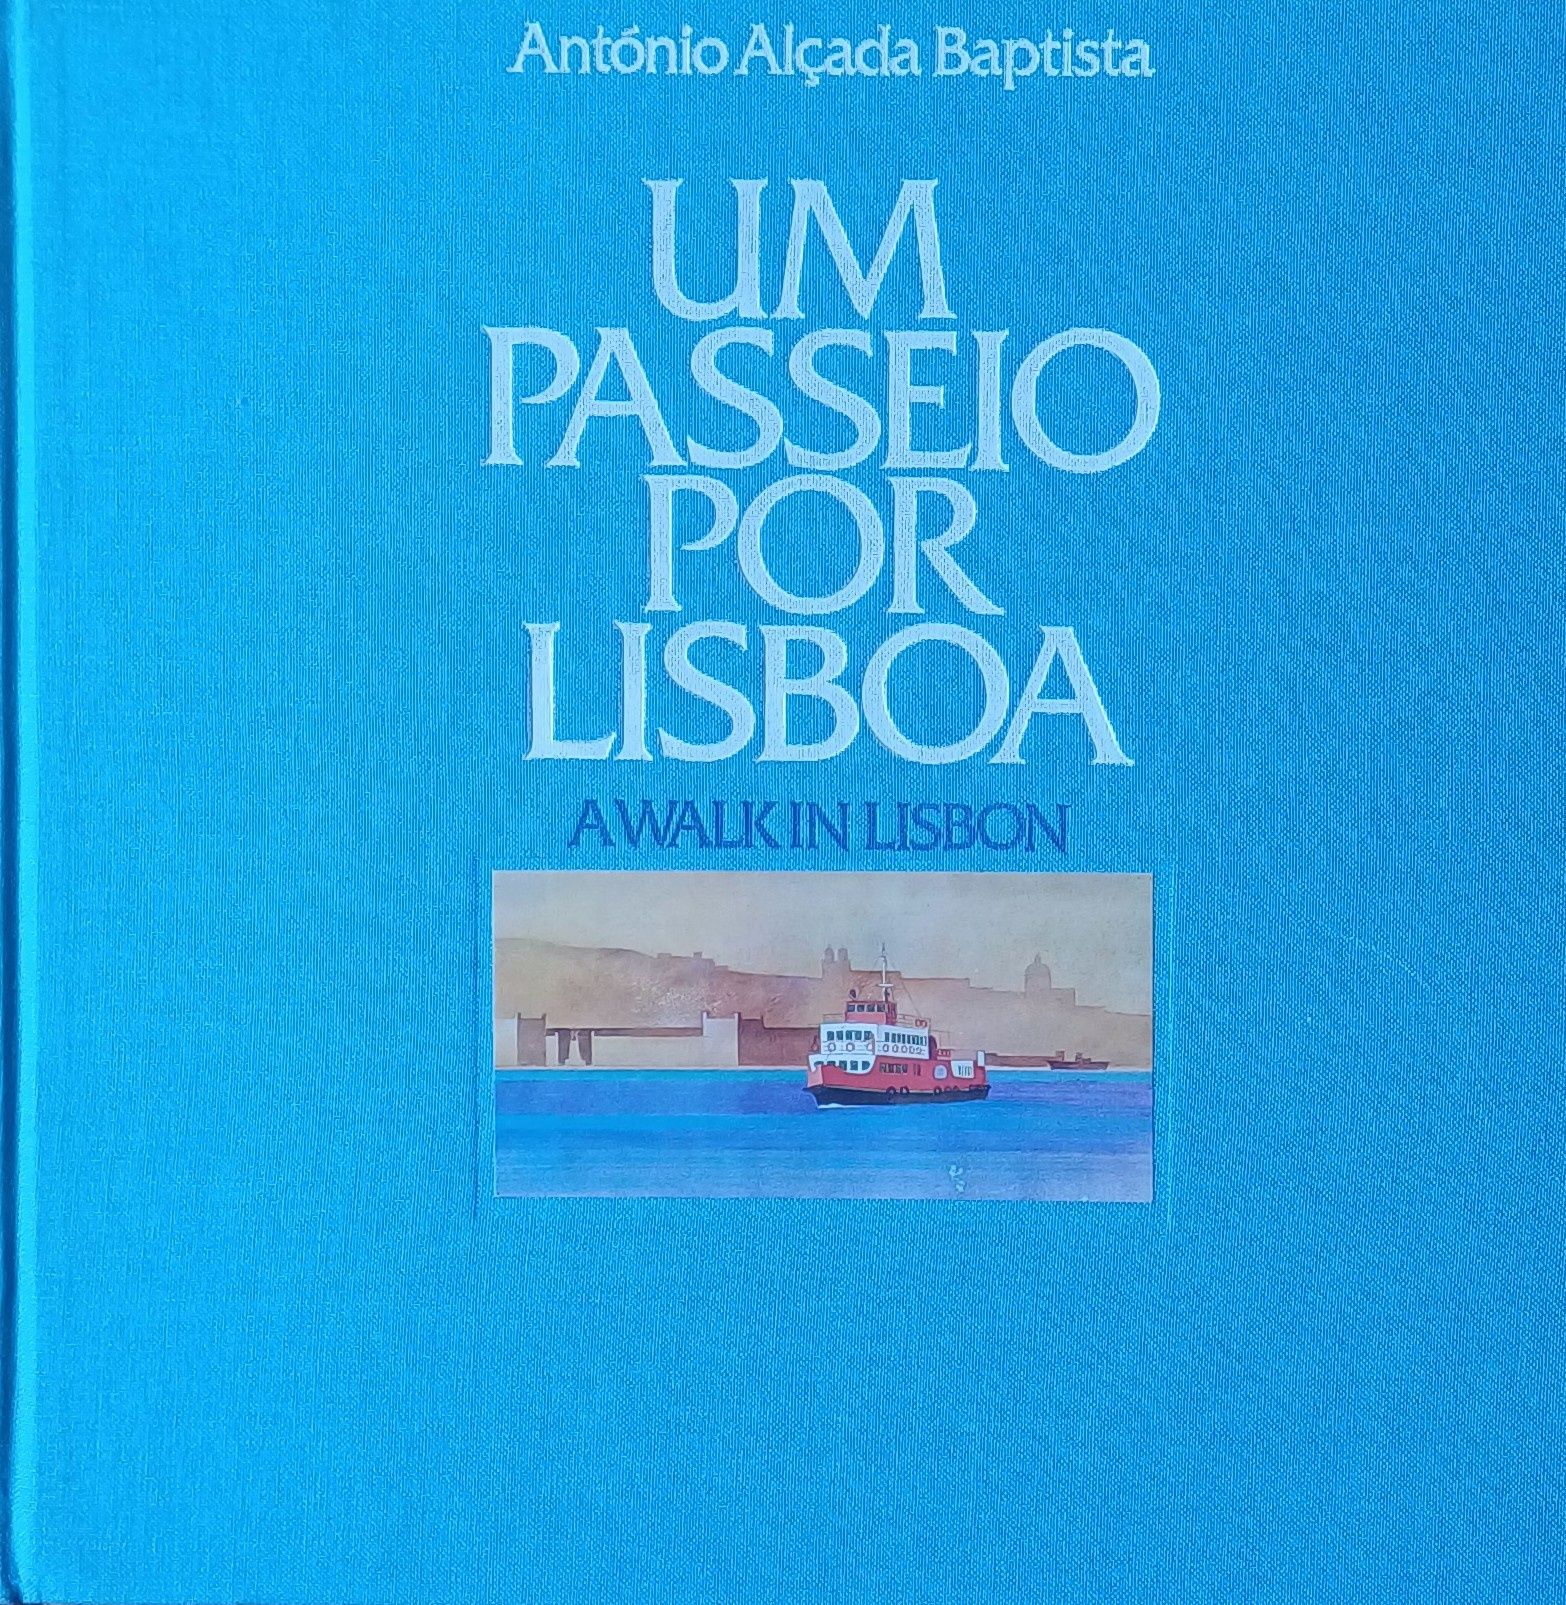 António Alçada Baptista
UM
PASSEIO
POR
LISBOA
A WALK IN LISBON